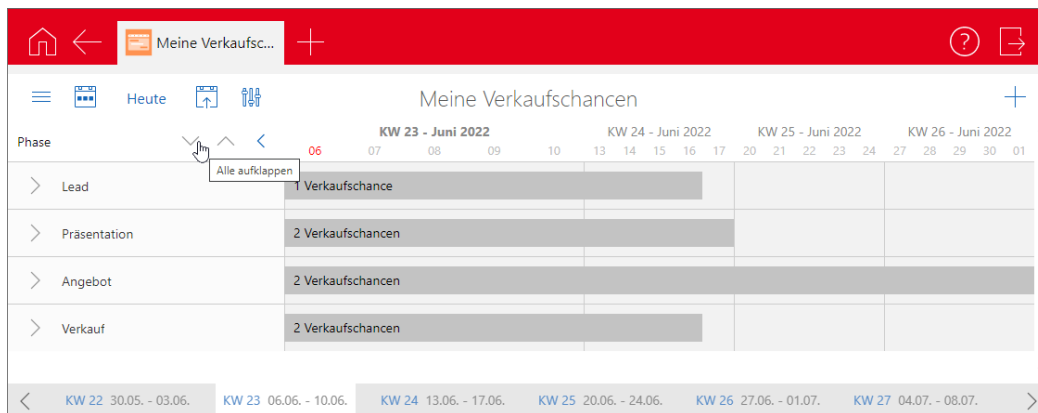 Meine Verkaufsc...
?
Heute
Meine Verkaufschancen
Phase
KW 23 - Juni 2022 KW 24 - Juni 2022 KW 25 - Juni 2022 KW 26 - Juni 2022
06 07 08 09 10 13 14 15 16 17 20 21 22 23 24 27 28 29 30 01
Alle aufklappen
Lead 1 Verkaufschance
Präsentation 2 Verkaufschancen
Angebot 2 Verkaufschancen
Verkauf 2 Verkaufschancen
KW 22 30.05. - 03.06. KW 23 06.06. - 10.06. KW 24 13.06. - 17.06. KW 25 20.06. - 24.06. KW 26 27.06. - 01.07. KW 27 04.07. - 08.07.